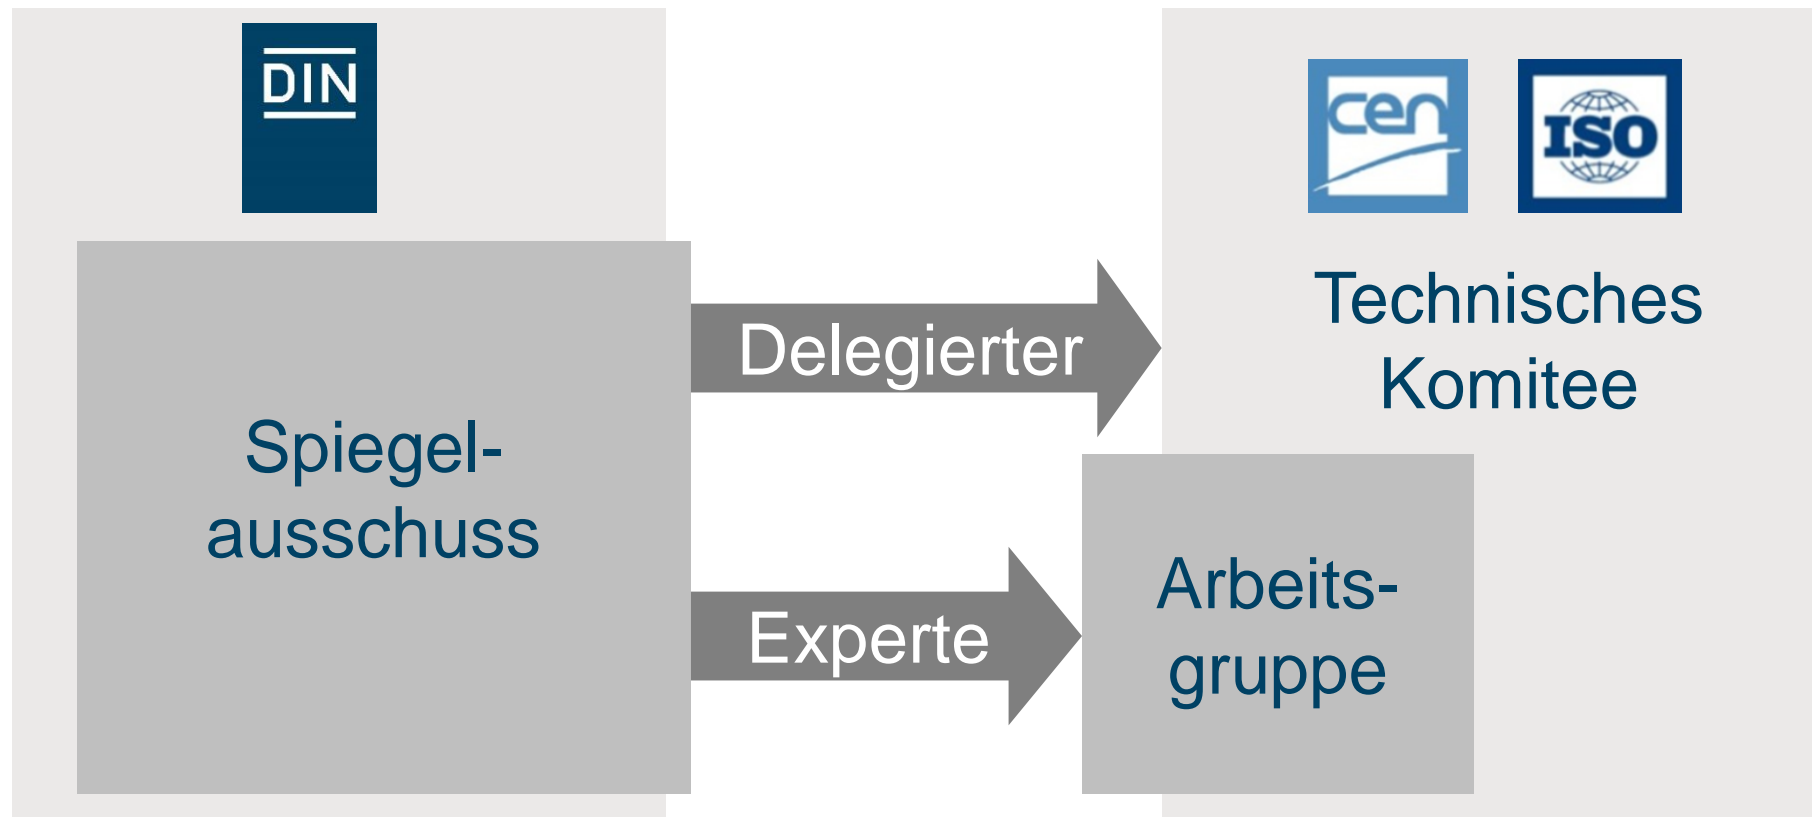 DIN
cen
ISO
Spiegel-
ausschuss
Delegierter
Experte
Technisches
Komitee
Arbeits-
gruppe